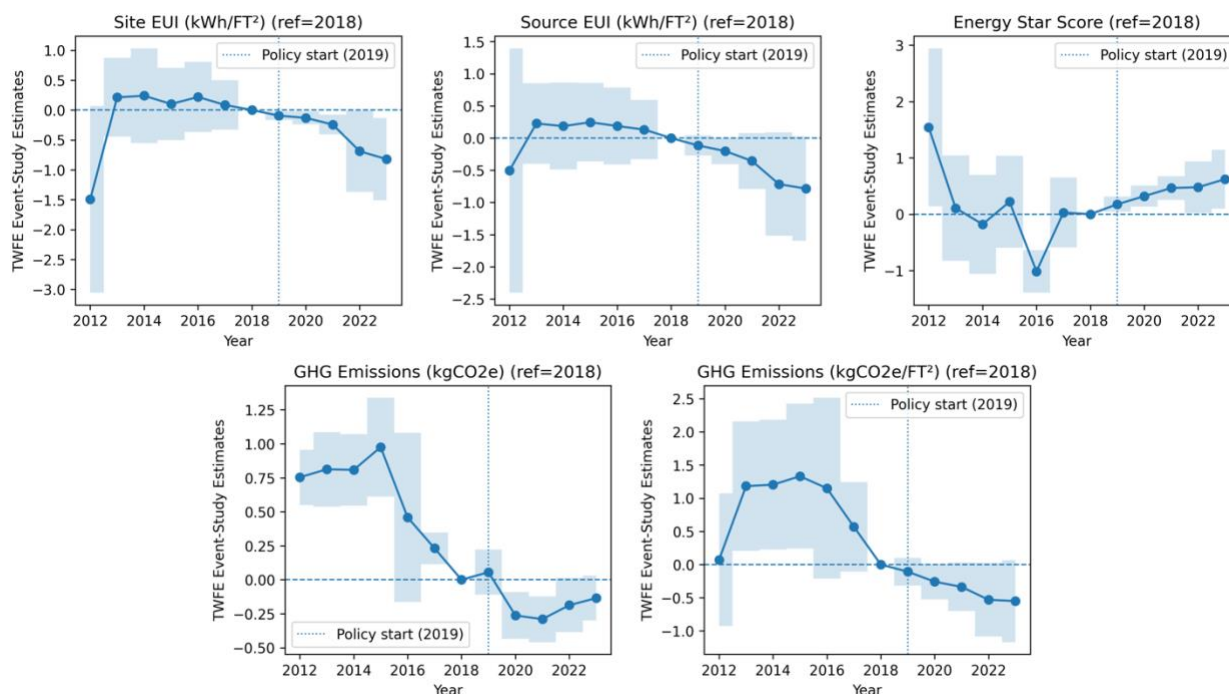 Site EUI (kWh/FT²) (ref=2018)
TWFE Event-Study Estimates
1.0
0.5
0.0
−0.5
−1.0
−1.5
−2.0
−2.5
−3.0
Policy start (2019)
2012 2014 2016 2018 2020 2022
Year
Source EUI (kWh/FT²) (ref=2018)
TWFE Event-Study Estimates
1.5
1.0
0.5
0.0
−0.5
−1.0
−1.5
−2.0
−2.5
Policy start (2019)
2012 2014 2016 2018 2020 2022
Year
Energy Star Score (ref=2018)
TWFE Event-Study Estimates
3
2
1
0
−1
Policy start (2019)
2012 2014 2016 2018 2020 2022
Year
GHG Emissions (kgCO2e) (ref=2018)
TWFE Event-Study Estimates
1.25
1.00
0.75
0.50
0.25
0.00
−0.25
−0.50
Policy start (2019)
2012 2014 2016 2018 2020 2022
Year
GHG Emissions (kgCO2e/FT²) (ref=2018)
TWFE Event-Study Estimates
2.5
2.0
1.5
1.0
0.5
0.0
−0.5
−1.0
Policy start (2019)
2012 2014 2016 2018 2020 2022
Year